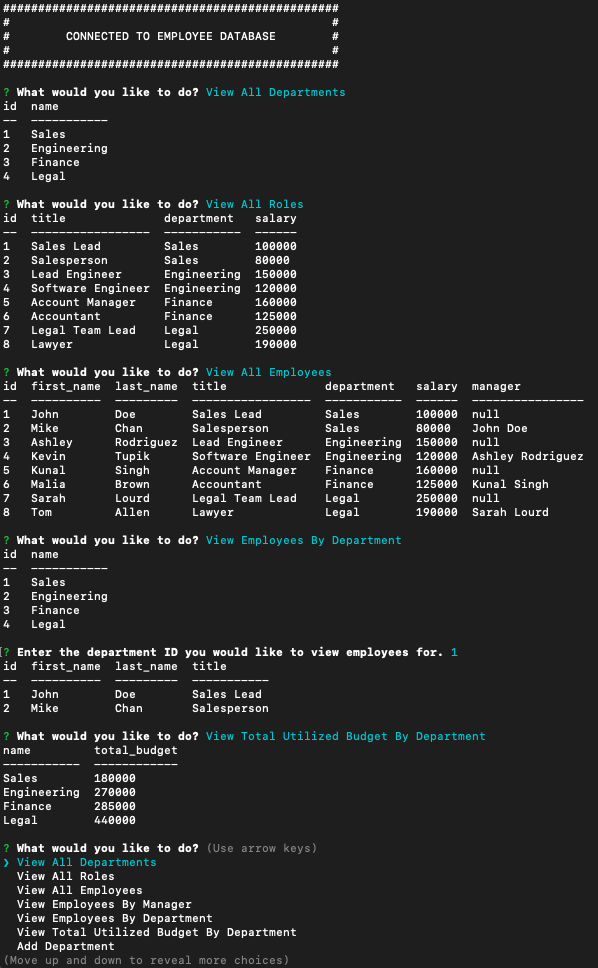 ################################################
#                                              #
#        CONNECTED TO EMPLOYEE DATABASE        #
#                                              #
################################################
? What would you like to do? View All Departments
id  name
--  -----------
1   Sales
2   Engineering
3   Finance
4   Legal
? What would you like to do? View All Roles
id  title              department   salary
--  -----------------  -----------  ------
1   Sales Lead         Sales        100000
2   Salesperson        Sales        80000
3   Lead Engineer      Engineering  150000
4   Software Engineer  Engineering  120000
5   Account Manager    Finance      160000
6   Accountant         Finance      125000
7   Legal Team Lead    Legal        250000
8   Lawyer             Legal        190000
? What would you like to do? View All Employees
id  first_name  last_name  title              department   salary  manager
--  ----------  ---------  -----------------  -----------  ------  ----------------
1   John        Doe        Sales Lead         Sales        100000  null
2   Mike        Chan       Salesperson        Sales        80000   John Doe
3   Ashley      Rodriguez  Lead Engineer      Engineering  150000  null
4   Kevin       Tupik      Software Engineer  Engineering  120000  Ashley Rodriguez
5   Kunal       Singh      Account Manager    Finance      160000  null
6   Malia       Brown      Accountant         Finance      125000  Kunal Singh
7   Sarah       Lourd      Legal Team Lead    Legal        250000  null
8   Tom         Allen      Lawyer             Legal        190000  Sarah Lourd
? What would you like to do? View Employees By Department
id  name
--  -----------
1   Sales
2   Engineering
3   Finance
4   Legal
? Enter the department ID you would like to view employees for. 1
id  first_name  last_name  title
--  ----------  ---------  -----------
1   John        Doe        Sales Lead
2   Mike        Chan       Salesperson
? What would you like to do? View Total Utilized Budget By Department
name         total_budget
-----------  ------------
Sales        180000
Engineering  270000
Finance      285000
Legal        440000
? What would you like to do? (Use arrow keys)
❯ View All Departments
  View All Roles
  View All Employees
  View Employees By Manager
  View Employees By Department
  View Total Utilized Budget By Department
  Add Department
(Move up and down to reveal more choices)